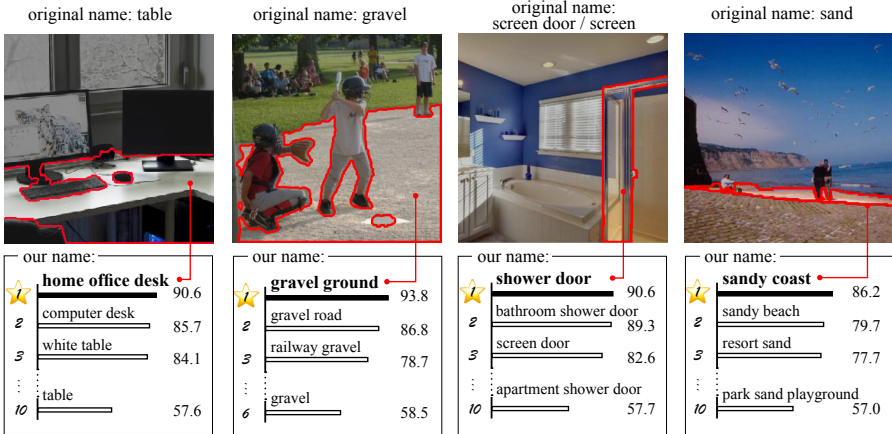 original name: table
our name:
1 home office desk 90.6
2 computer desk 85.7
3 white table 84.1
⋮
10 table 57.6
original name: gravel
our name:
1 gravel ground 93.8
2 gravel road 86.8
3 railway gravel 78.7
⋮
6 gravel 58.5
original name:
screen door / screen
our name:
1 shower door 90.6
2 bathroom shower door 89.3
3 screen door 82.6
⋮
10 apartment shower door 57.7
original name: sand
our name:
1 sandy coast 86.2
2 sandy beach 79.7
3 resort sand 77.7
⋮
10 park sand playground 57.0